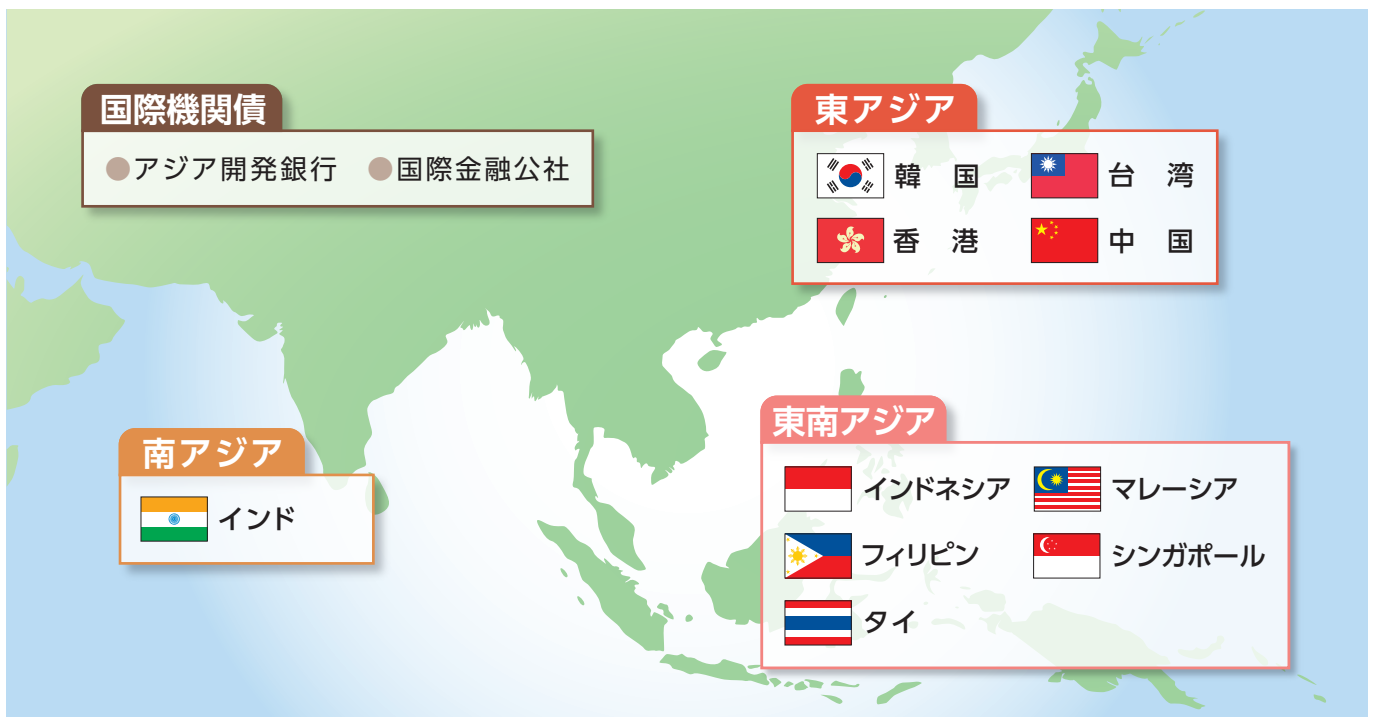 国際機関債
●アジア開発銀行 ●国際金融公社
東アジア
韓国 台湾
香港 中国
南アジア
インド
東南アジア
インドネシア マレーシア
フィリピン シンガポール
タイ